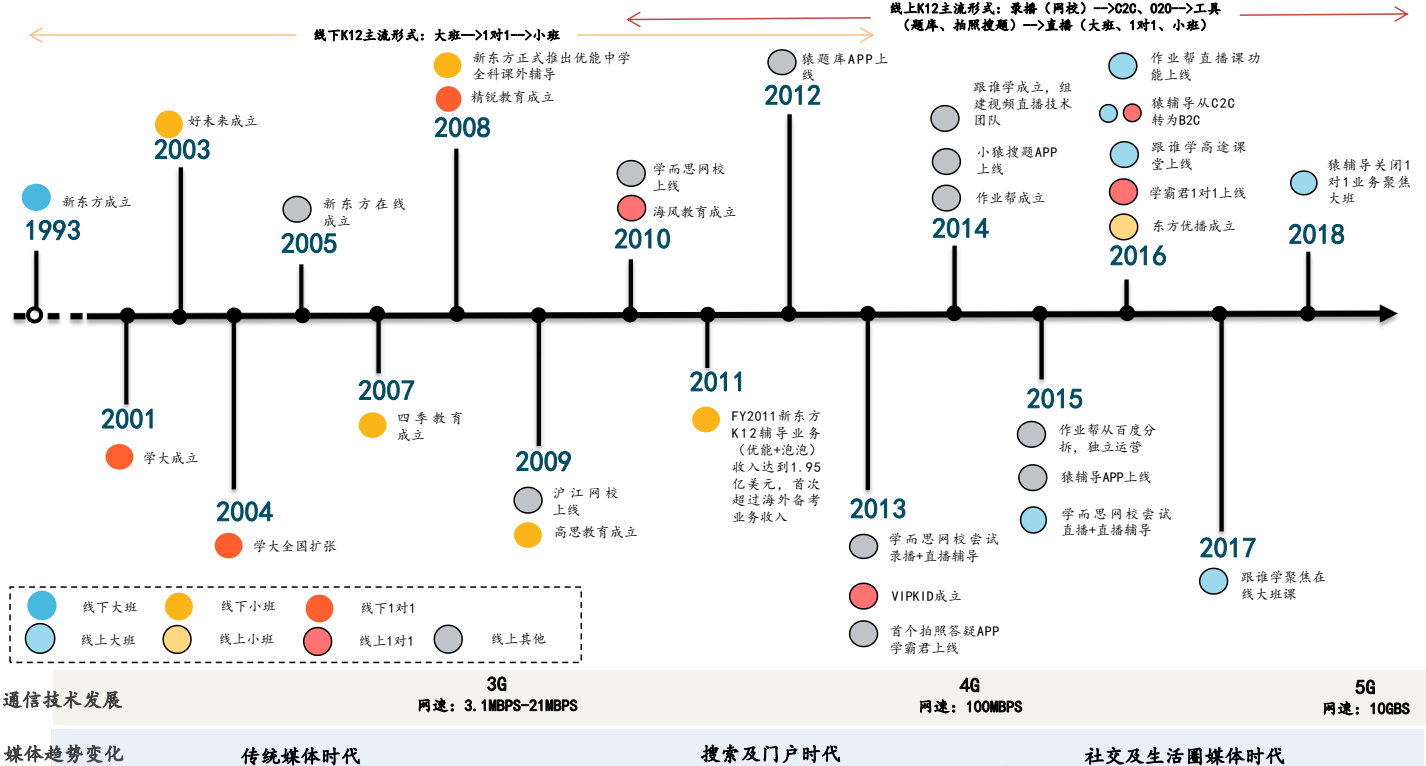 线上K12主流形式：录播（网校）-->C2C、O2O-->工具
（题库、拍照搜题）-->直播（大班、1对1、小班）
线下K12主流形式：大班-->1对1-->小班
新东方成立
1993
好未来成立
2003
新东方在线
成立
2005
新东方正式推出优能中学
全科课外辅导
精锐教育成立
2008
学而思网校
上线
海风教育成立
2010
猿题库APP上
线
2012
跟谁学成立，组
建视频直播技术
团队
小猿搜题APP
上线
作业帮成立
2014
作业帮直播课功
能上线
猿辅导从C2C
转为B2C
跟谁学高途课
堂上线
学霸君1对1上线
东方优播成立
2016
猿辅导关闭1
对1业务聚焦
大班
2018
2001
学大成立
2004
学大全国扩张
2007
四季教育
成立
2009
沪江网校
上线
高思教育成立
2011
FY2011新东方
K12辅导业务
（优能+泡泡）
收入达到1.95
亿美元，首次
超过海外备考
业务收入
2013
学而思网校尝试
录播+直播辅导
VIPKID成立
首个拍照答疑APP
学霸君上线
2015
作业帮从百度分
拆，独立运营
猿辅导APP上线
学而思网校尝试
直播+直播辅导
2017
跟谁学聚焦在
线大班课
线下大班
线下小班
线下1对1
线上大班
线上小班
线上1对1
线上其他
通信技术发展
3G
网速：3.1MBPS-21MBPS
4G
网速：100MBPS
5G
网速：10GBS
媒体趋势变化
传统媒体时代
搜索及门户时代
社交及生活圈媒体时代